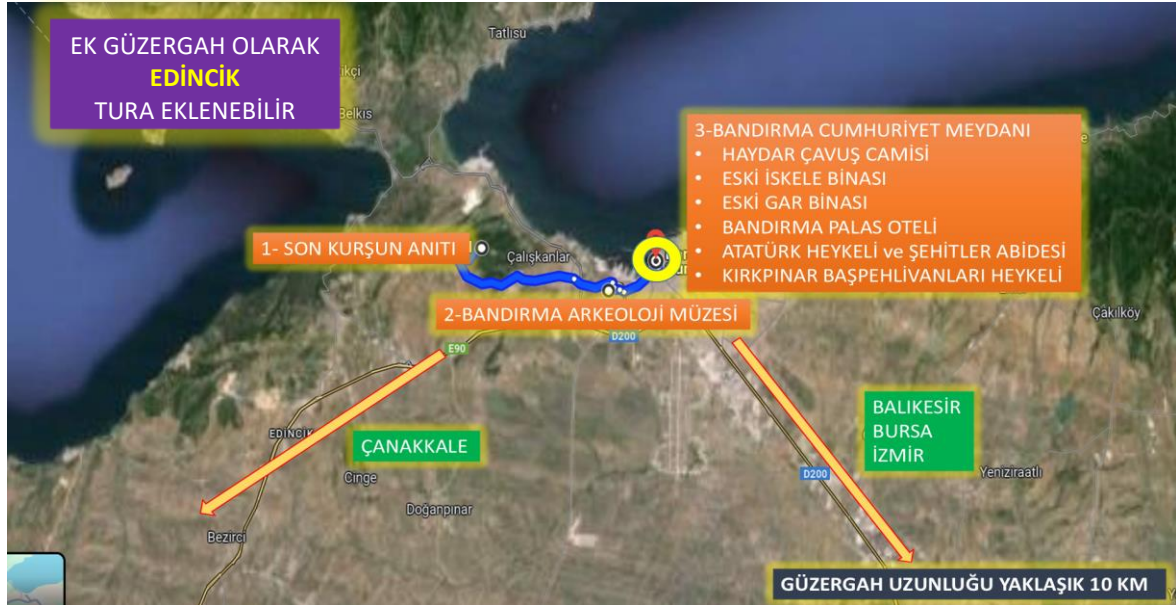 EK GÜZERGAH OLARAK
EDİNCİK
TURA EKLENEBİLİR
Tatlısu
Belkis
3-BANDIRMA CUMHURİYET MEYDANI
• HAYDAR ÇAVUŞ CAMİSİ
• ESKİ İSKELE BİNASI
• ESKİ GAR BİNASI
• BANDIRMA PALAS OTELİ
• ATATÜRK HEYKELİ ve ŞEHİTLER ABİDESİ
• KIRKPINAR BAŞPEHLİVANLARI HEYKELİ
1- SON KURŞUN ANITI
Çalışkanlar
2-BANDIRMA ARKEOLOJİ MÜZESİ
Çakılköy
E90
D200
BALIKESİR
BURSA
İZMİR
EDİNCİK
ÇANAKKALE
Cinge
Doğanpınar
D200
Yeniziraatlı
Bezirci
GÜZERGAH UZUNLUĞU YAKLAŞIK 10 KM